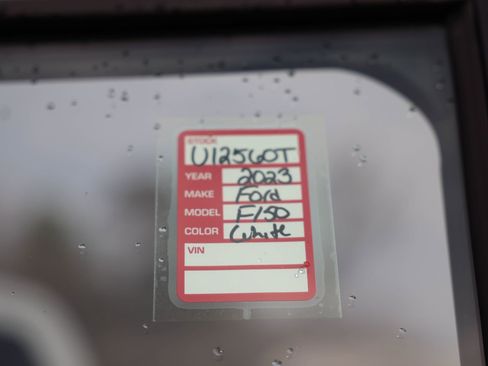 STOCK
U12560T
YEAR 2023
MAKE Ford
MODEL F150
COLOR White
VIN